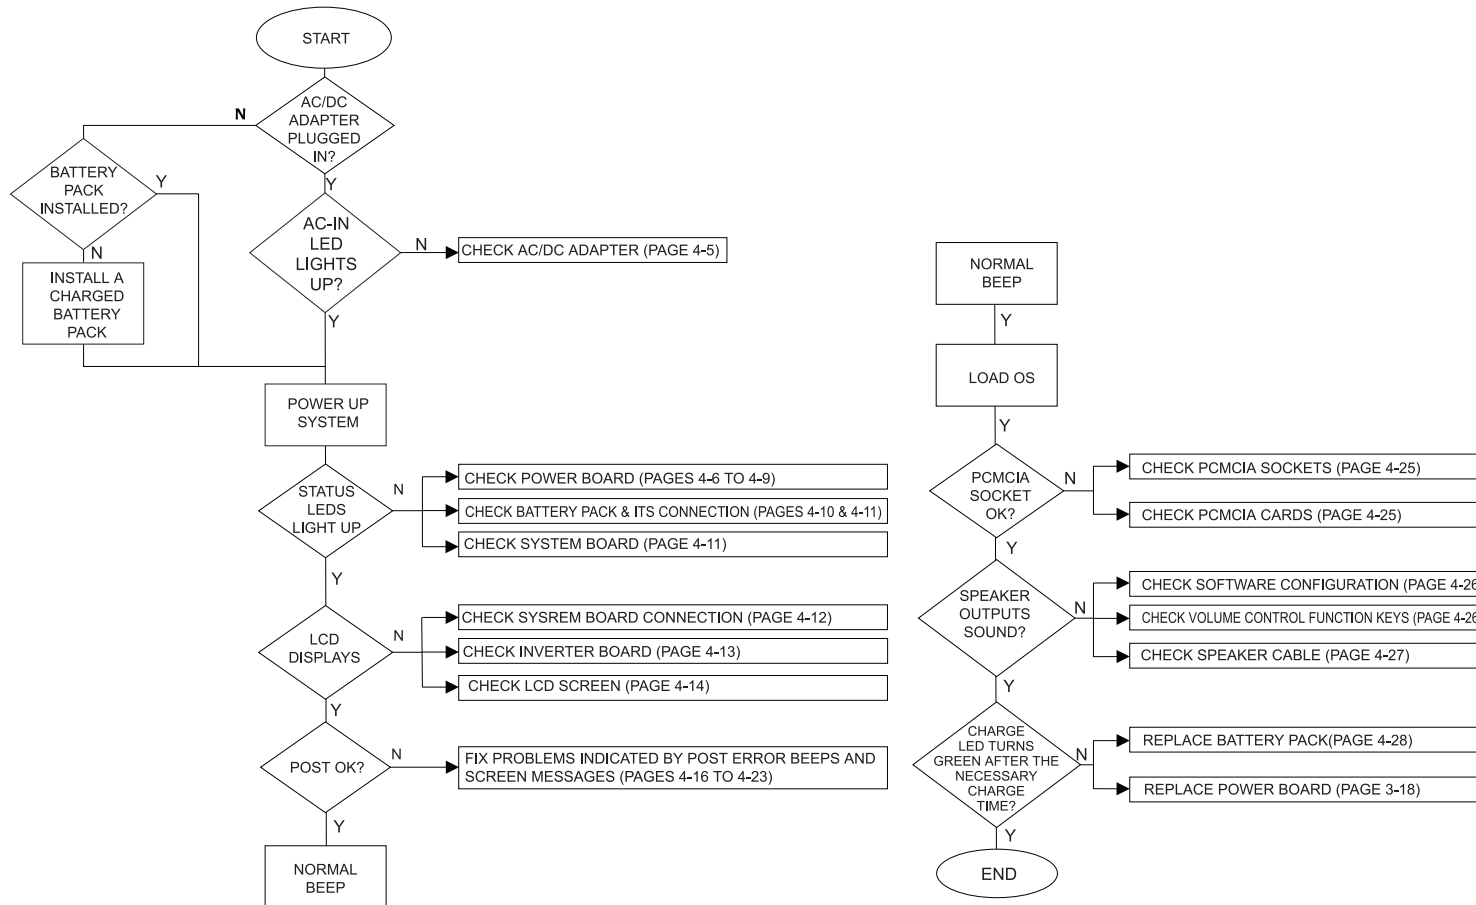 START
AC/DC
ADAPTER
PLUGGED
IN?
N
Y
BATTERY
PACK
INSTALLED?
Y
N
INSTALL A
CHARGED
BATTERY
PACK
AC-IN
LED
LIGHTS
UP?
N
CHECK AC/DC ADAPTER (PAGE 4-5)
Y
POWER UP
SYSTEM
STATUS
LEDS
LIGHT UP
N
CHECK POWER BOARD (PAGES 4-6 TO 4-9)
CHECK BATTERY PACK & ITS CONNECTION (PAGES 4-10 & 4-11)
CHECK SYSTEM BOARD (PAGE 4-11)
Y
LCD
DISPLAYS
N
CHECK SYSREM BOARD CONNECTION (PAGE 4-12)
CHECK INVERTER BOARD (PAGE 4-13)
CHECK LCD SCREEN (PAGE 4-14)
Y
POST OK?
N
FIX PROBLEMS INDICATED BY POST ERROR BEEPS AND
SCREEN MESSAGES (PAGES 4-16 TO 4-23)
Y
NORMAL
BEEP
NORMAL
BEEP
Y
LOAD OS
Y
PCMCIA
SOCKET
OK?
N
CHECK PCMCIA SOCKETS (PAGE 4-25)
CHECK PCMCIA CARDS (PAGE 4-25)
Y
SPEAKER
OUTPUTS
SOUND?
N
CHECK SOFTWARE CONFIGURATION (PAGE 4-26
CHECK VOLUME CONTROL FUNCTION KEYS (PAGE 4-26
CHECK SPEAKER CABLE (PAGE 4-27)
Y
CHARGE
LED TURNS
GREEN AFTER THE
NECESSARY
CHARGE
TIME?
N
REPLACE BATTERY PACK(PAGE 4-28)
REPLACE POWER BOARD (PAGE 3-18)
Y
END